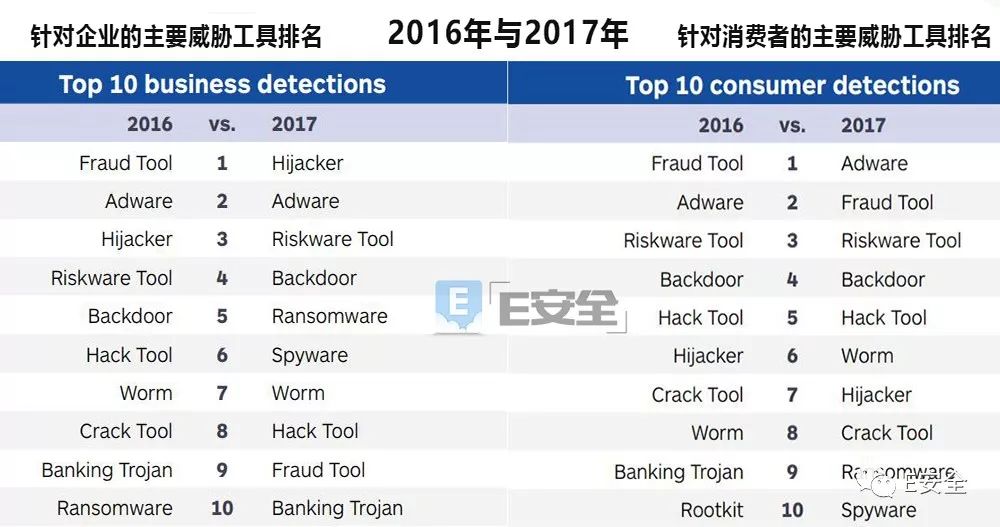 针对企业的主要威胁工具排名 2016年与2017年 针对消费者的主要威胁工具排名
Top 10 business detections
2016 vs. 2017
Fraud Tool 1 Hijacker
Adware 2 Adware
Hijacker 3 Riskware Tool
Riskware Tool 4 Backdoor
Backdoor 5 Ransomware
Hack Tool 6 Spyware
Worm 7 Worm
Crack Tool 8 Hack Tool
Banking Trojan 9 Fraud Tool
Ransomware 10 Banking Trojan
Top 10 consumer detections
2016 vs. 2017
Fraud Tool 1 Adware
Adware 2 Fraud Tool
Riskware Tool 3 Riskware Tool
Backdoor 4 Backdoor
Hack Tool 5 Hack Tool
Hijacker 6 Worm
Crack Tool 7 Hijacker
Worm 8 Crack Tool
Banking Trojan 9 Ransomware
Rootkit 10 Spyware
E E安全
E安全